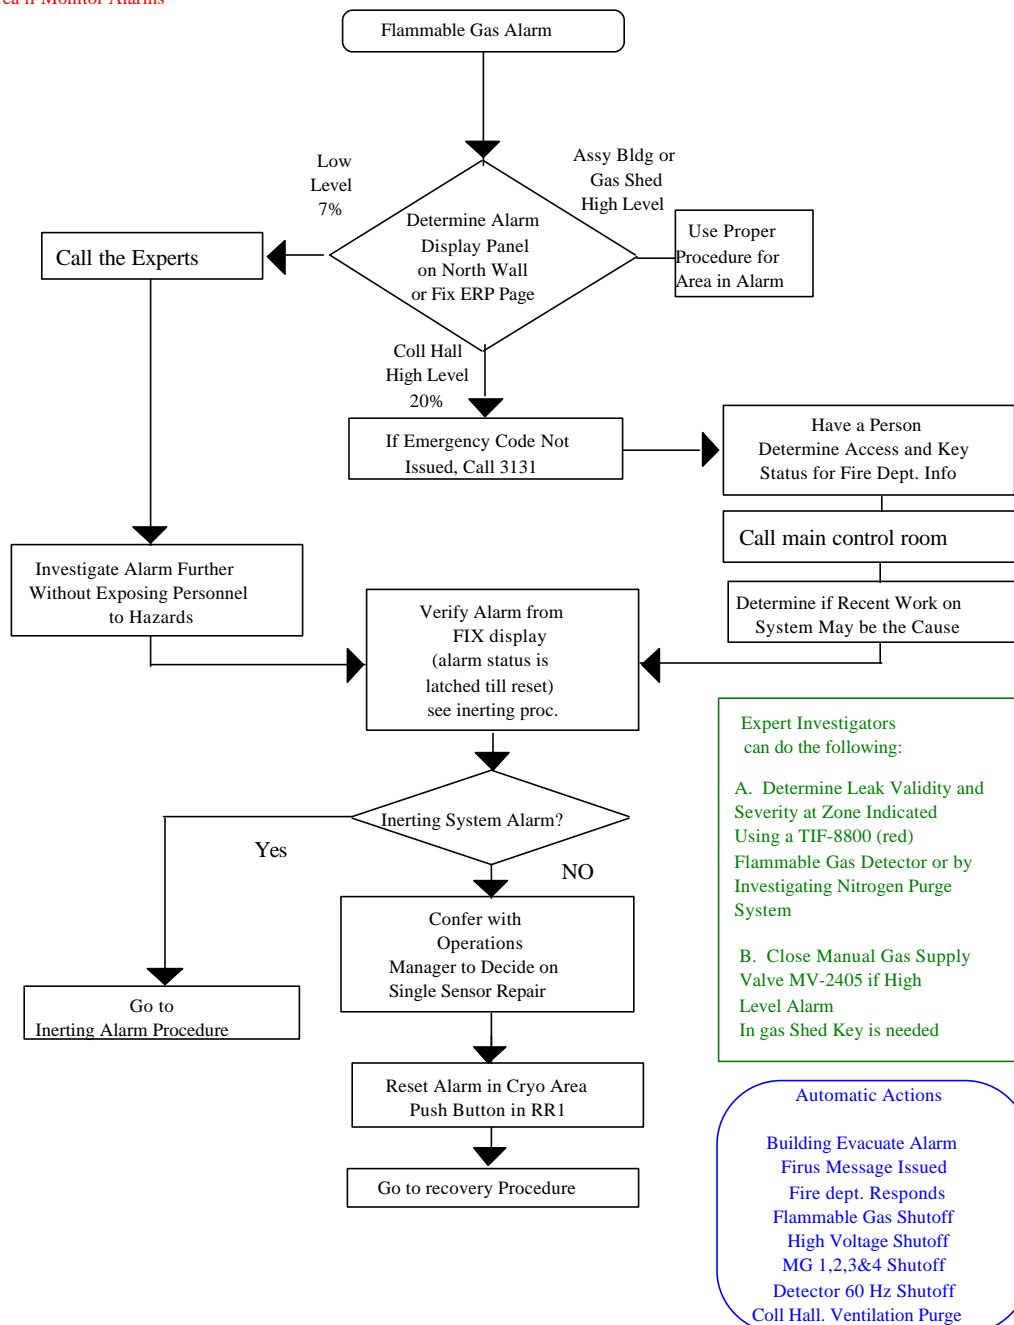 if Monitor Alarms
Flammable Gas Alarm
Low
Level
7%
Assy Bldg or
Gas Shed
High Level
Determine Alarm
Display Panel
on North Wall
or Fix ERP Page
Use Proper
Procedure for
Area in Alarm
Call the Experts
Coll Hall
High Level
20%
If Emergency Code Not
Issued, Call 3131
Have a Person
Determine Access and Key
Status for Fire Dept. Info
Call main control room
Determine if Recent Work on
System May be the Cause
Investigate Alarm Further
Without Exposing Personnel
to Hazards
Verify Alarm from
FIX display
(alarm status is
latched till reset)
see inerting proc.
Inerting System Alarm?
Yes
NO
Go to
Inerting Alarm Procedure
Confer with
Operations
Manager to Decide on
Single Sensor Repair
Reset Alarm in Cryo Area
Push Button in RR1
Go to recovery Procedure
Expert Investigators
can do the following:
A. Determine Leak Validity and
Severity at Zone Indicated
Using a TIF-8800 (red)
Flammable Gas Detector or by
Investigating Nitrogen Purge
System
B. Close Manual Gas Supply
Valve MV-2405 if High
Level Alarm
In gas Shed Key is needed
Automatic Actions
Building Evacuate Alarm
Firus Message Issued
Fire dept. Responds
Flammable Gas Shutoff
High Voltage Shutoff
MG 1,2,3&4 Shutoff
Detector 60 Hz Shutoff
Coll Hall. Ventilation Purge